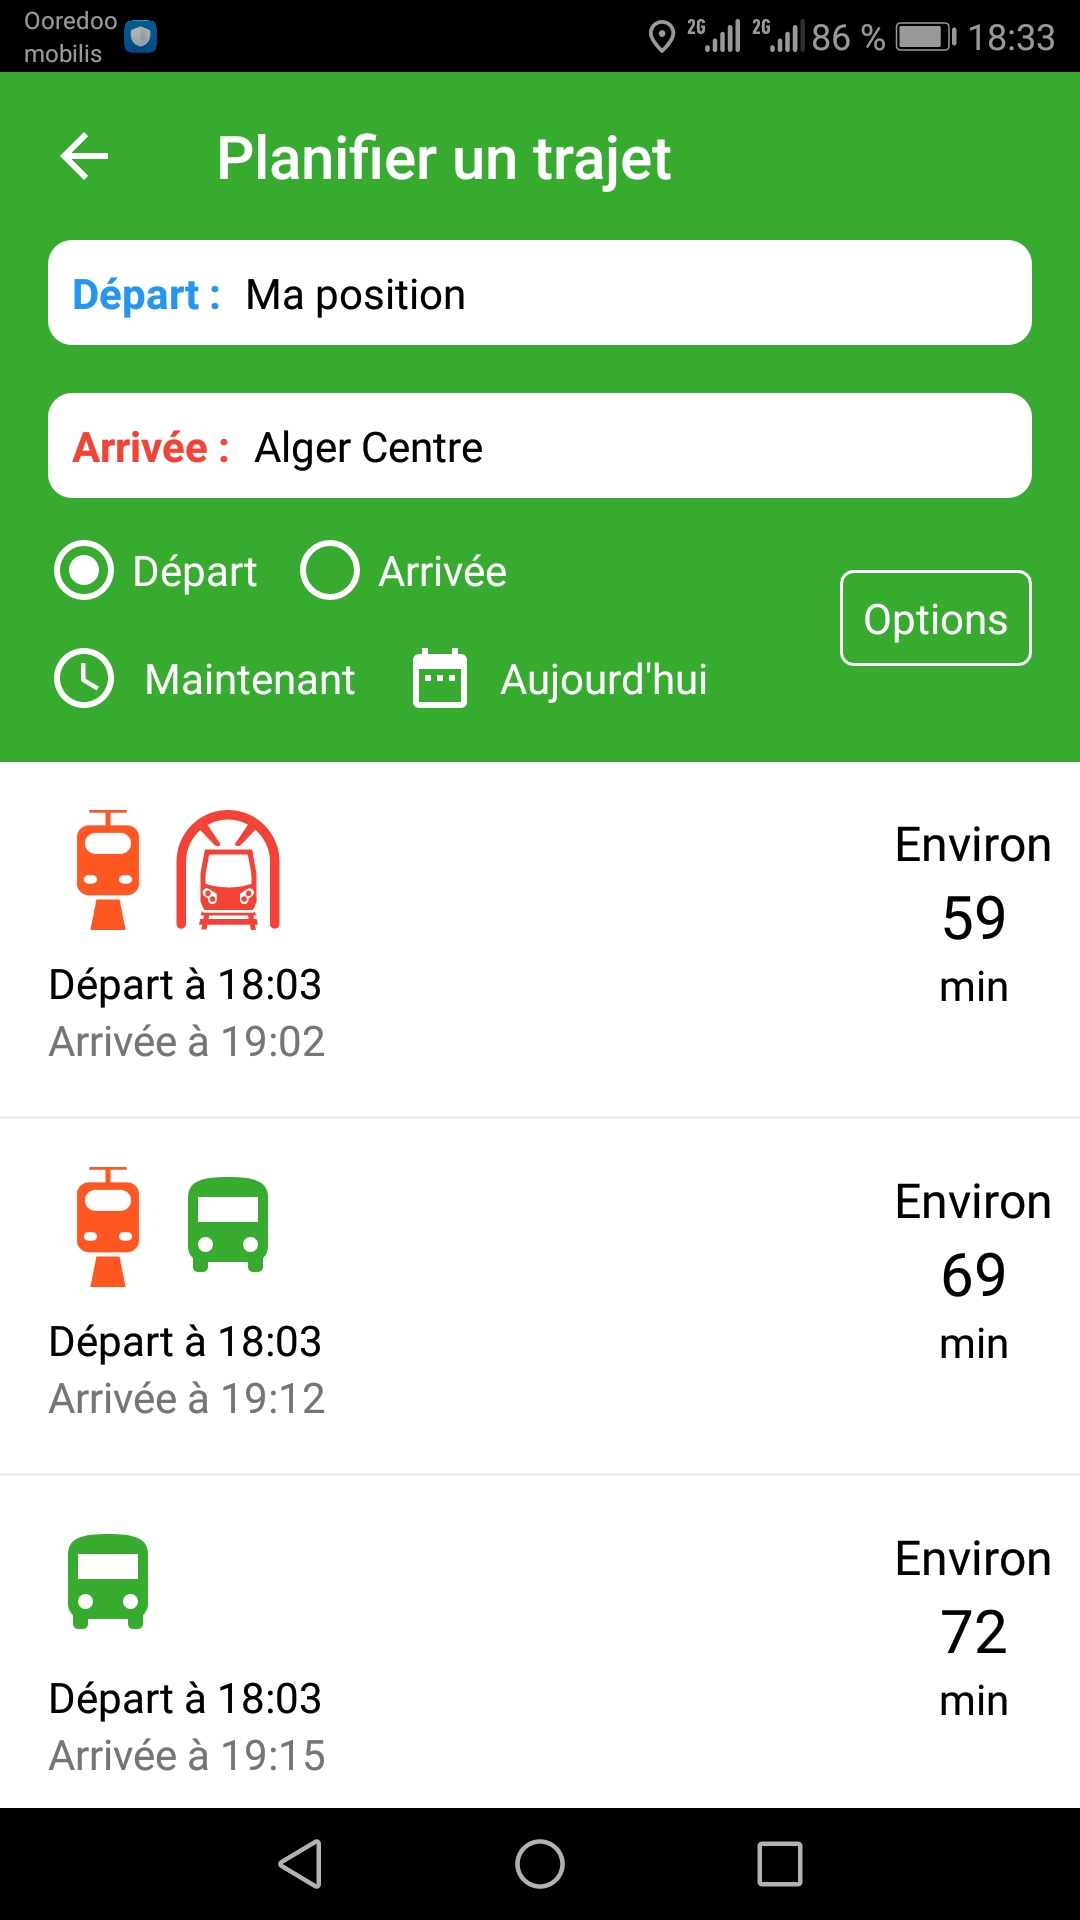 Ooredoo
mobilis
2G 2G 86 % 18:33
Planifier un trajet
Départ : Ma position
Arrivée : Alger Centre
Départ Arrivée
Options
Maintenant Aujourd'hui
Environ
59
min
Départ à 18:03
Arrivée à 19:02
Environ
69
min
Départ à 18:03
Arrivée à 19:12
Environ
72
min
Départ à 18:03
Arrivée à 19:15